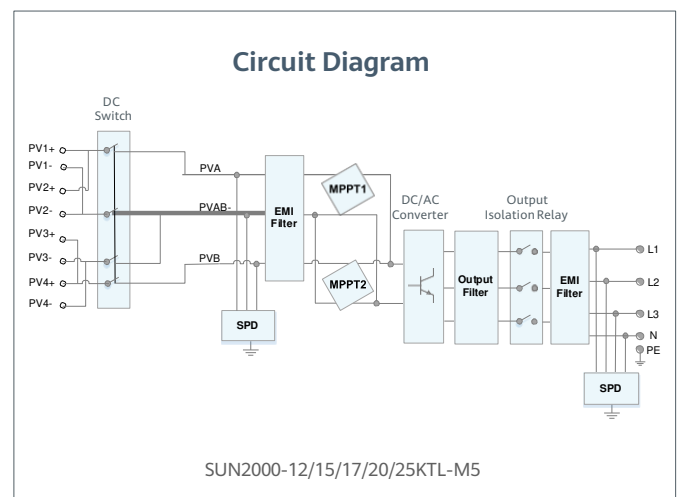 Circuit Diagram
DC
Switch
PV1+
PV1-
PV2+
PV2-
PV3+
PV3-
PV4+
PV4-
PVA
PVAB-
PVB
SPD
EMI
Filter
MPPT1
MPPT2
DC/AC
Converter
Output
Filter
Output
Isolation Relay
EMI
Filter
L1
L2
L3
N
PE
SPD
SUN2000-12/15/17/20/25KTL-M5